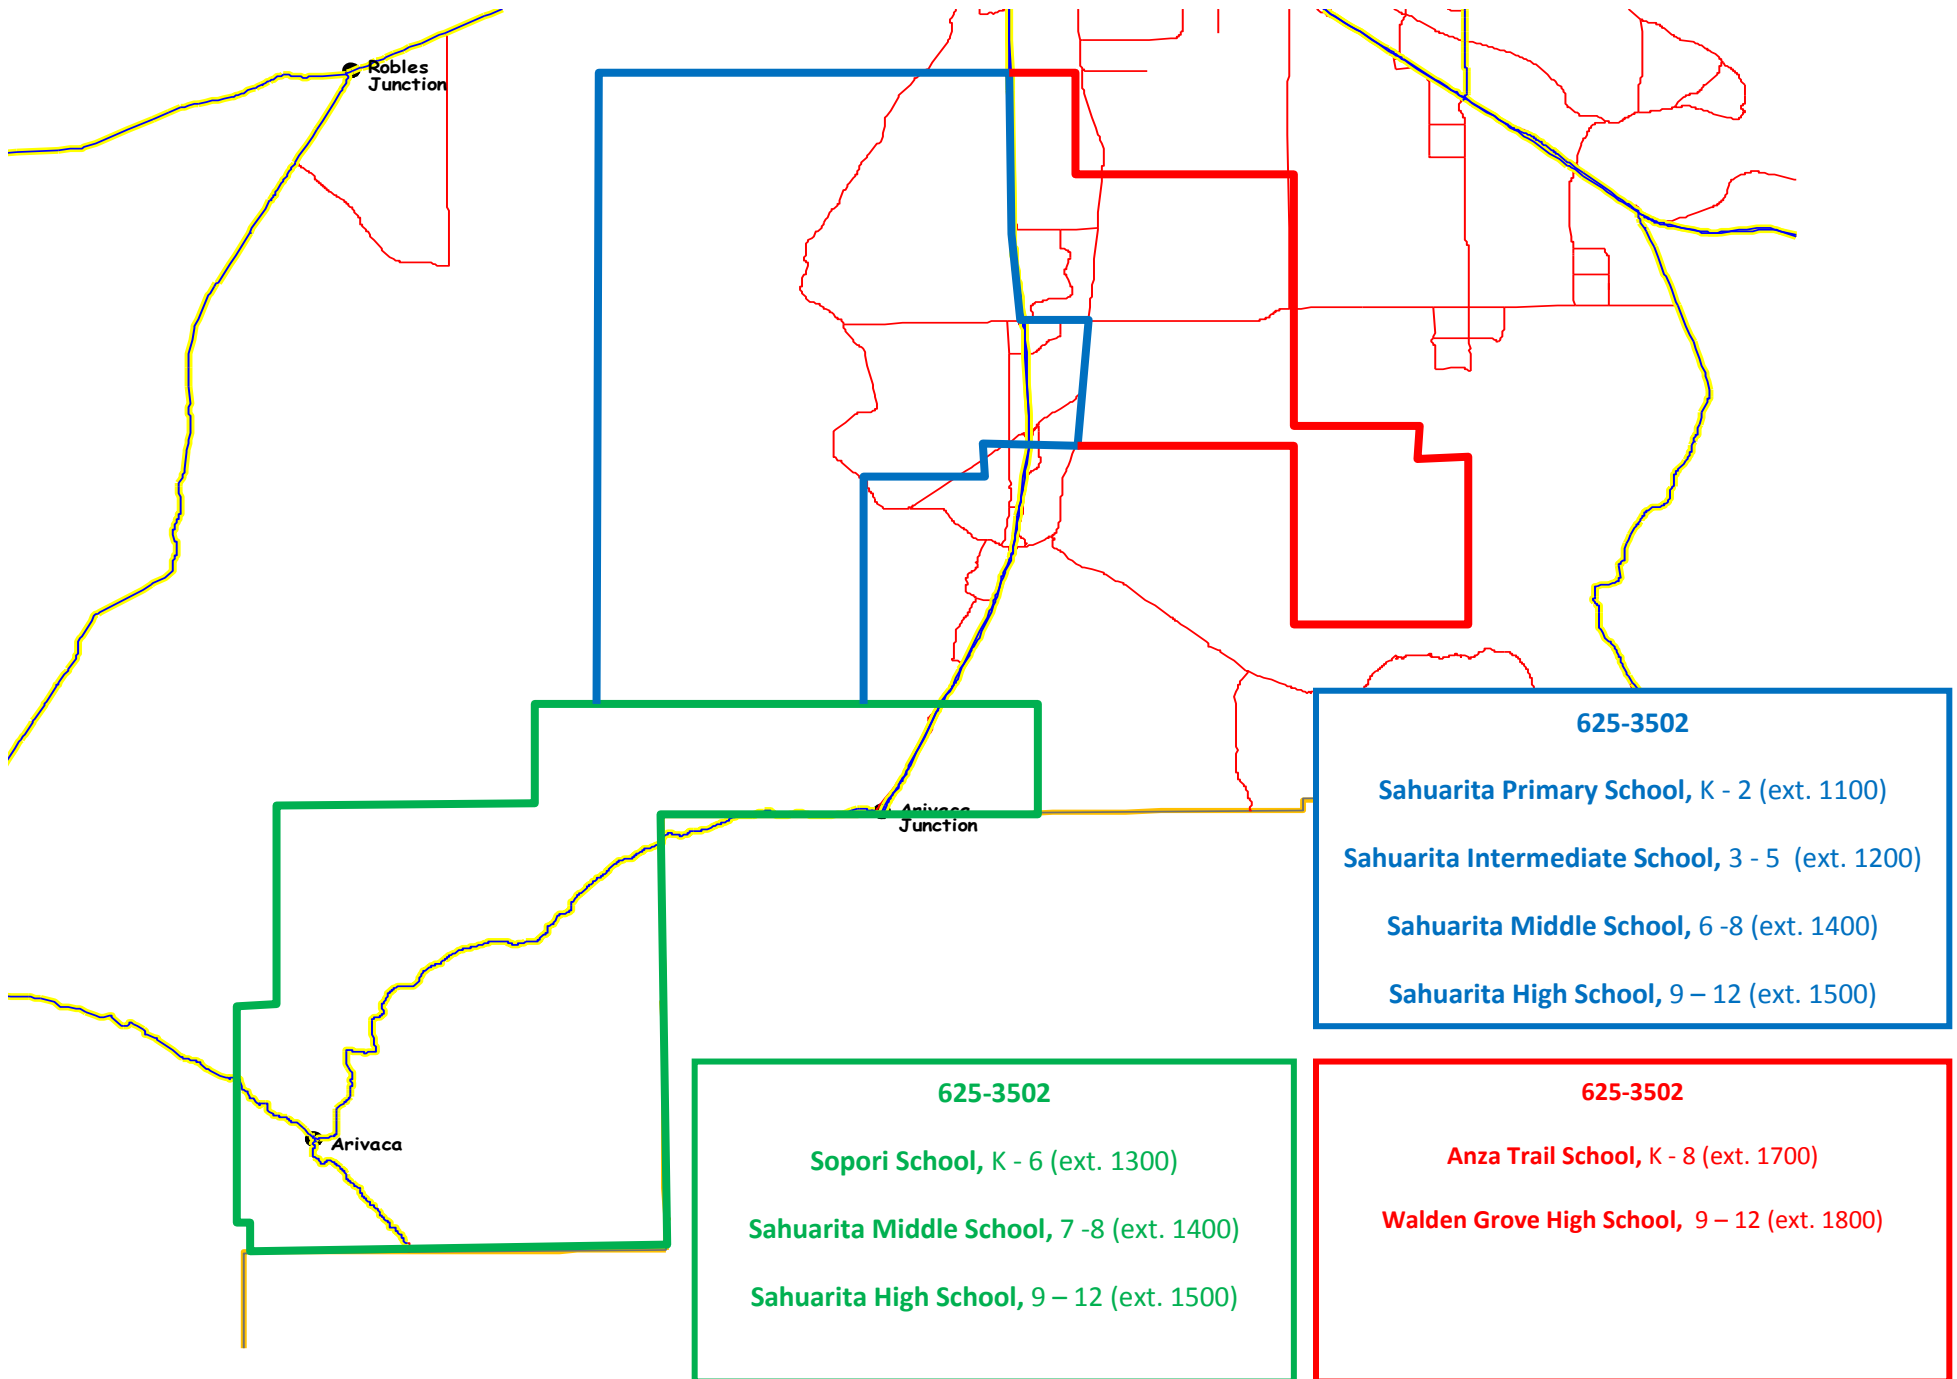 Robles
Junction
Arivaca
Junction
Arivaca
625-3502
Sahuarita Primary School, K - 2 (ext. 1100)
Sahuarita Intermediate School, 3 - 5 (ext. 1200)
Sahuarita Middle School, 6 -8 (ext. 1400)
Sahuarita High School, 9 – 12 (ext. 1500)
625-3502
Sopori School, K - 6 (ext. 1300)
Sahuarita Middle School, 7 -8 (ext. 1400)
Sahuarita High School, 9 – 12 (ext. 1500)
625-3502
Anza Trail School, K - 8 (ext. 1700)
Walden Grove High School, 9 – 12 (ext. 1800)